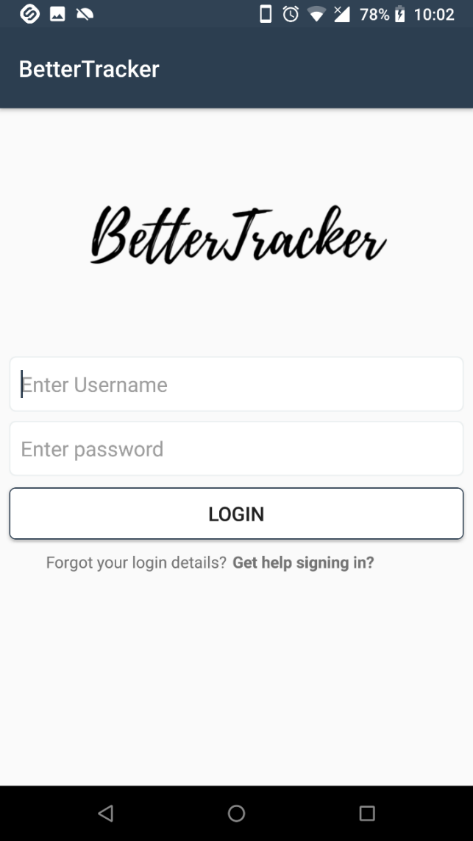 78% 10:02
BetterTracker
BetterTracker
Enter Username
Enter password
LOGIN
Forgot your login details? Get help signing in?